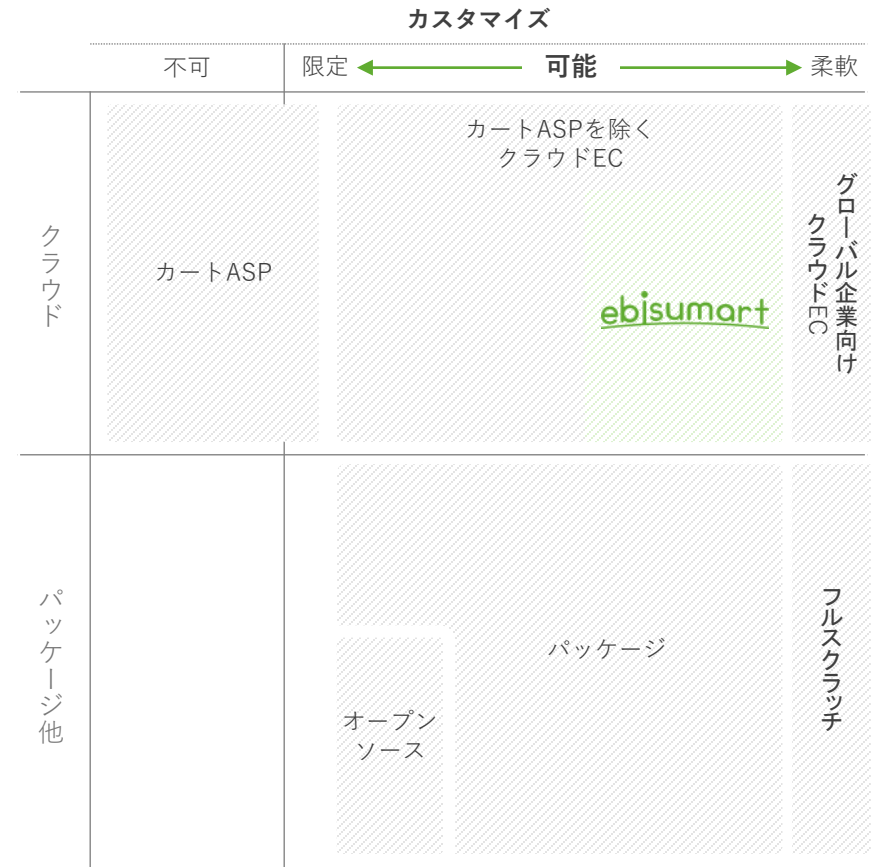 カスタマイズ
不可
限定
可能
柔軟
クラウド
カートASP
カートASPを除く
クラウドEC
ebisumart
グローバル企業向け
クラウドEC
パッケージ他
オープン
ソース
パッケージ
フルスクラッチ